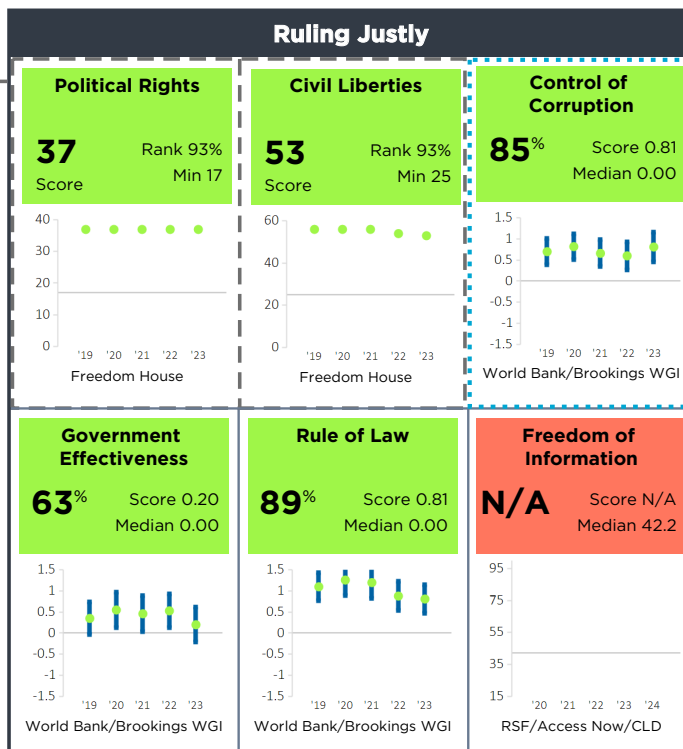 Ruling Justly
Political Rights
37
Score
Rank 93%
Min 17
40
30
20
10
0
'19 '20 '21 '22 '23
Freedom House
Civil Liberties
53
Score
Rank 93%
Min 25
60
40
20
0
'19 '20 '21 '22 '23
Freedom House
Control of
Corruption
85%
Score 0.81
Median 0.00
1.5
1
0.5
0
-0.5
-1
-1.5
'19 '20 '21 '22 '23
World Bank/Brookings WGI
Government
Effectiveness
63%
Score 0.20
Median 0.00
1.5
1
0.5
0
-0.5
-1
-1.5
'19 '20 '21 '22 '23
World Bank/Brookings WGI
Rule of Law
89%
Score 0.81
Median 0.00
1.5
1
0.5
0
-0.5
-1
-1.5
'19 '20 '21 '22 '23
World Bank/Brookings WGI
Freedom of
Information
N/A
Score N/A
Median 42.2
95
75
55
35
15
'20 '21 '22 '23 '24
RSF/Access Now/CLD